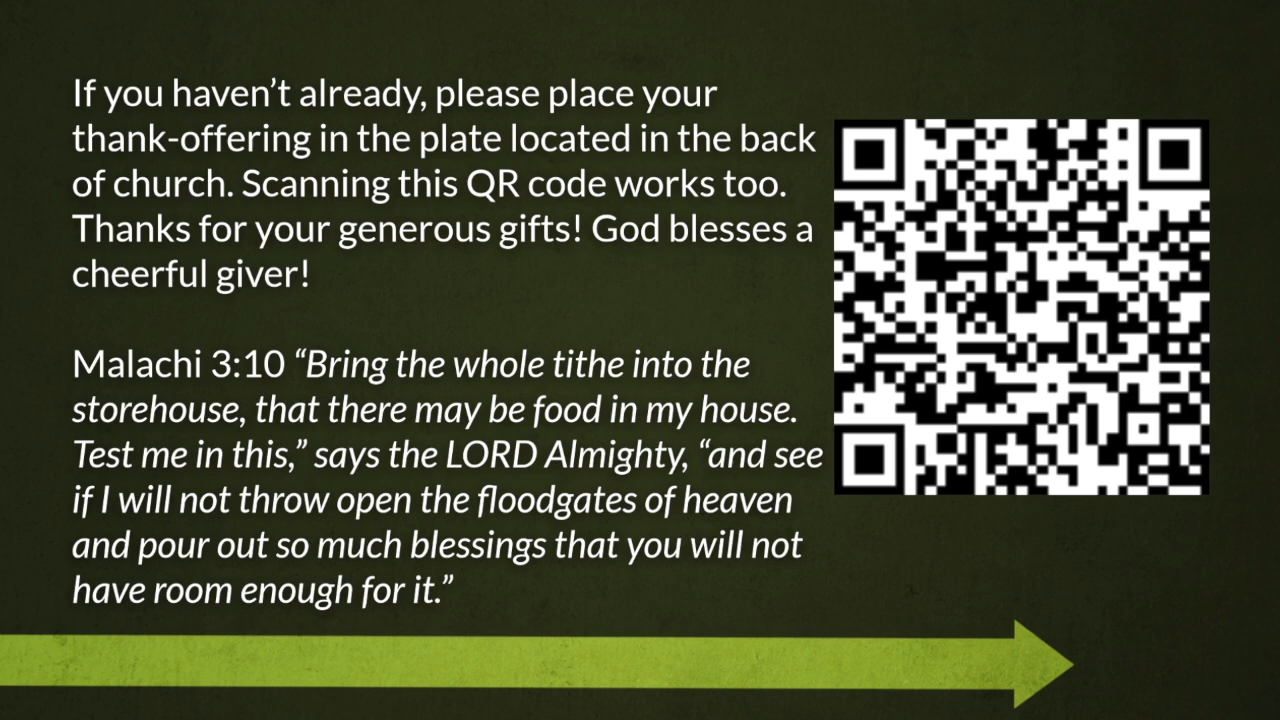 If you haven’t already, please place your
thank-offering in the plate located in the back
of church. Scanning this QR code works too.
Thanks for your generous gifts! God blesses a
cheerful giver!
Malachi 3:10 “Bring the whole tithe into the
storehouse, that there may be food in my house.
Test me in this,” says the LORD Almighty, “and see
if I will not throw open the floodgates of heaven
and pour out so much blessings that you will not
have room enough for it.”